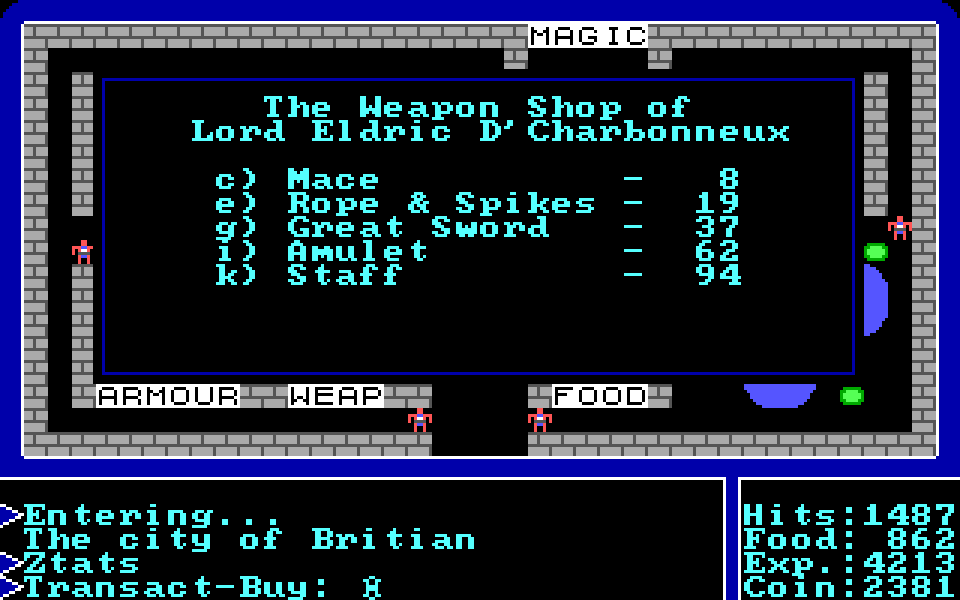 MAGIC
The Weapon Shop of
Lord Eldric D'Charbonneux
c) Mace - 8
e) Rope & Spikes - 19
g) Great Sword - 37
i) Amulet - 62
k) Staff - 94
ARMOUR WEAP FOOD
Entering...
The city of Britian
Ztats
Transact-Buy:
Hits:1487
Food: 862
Exp.:4213
Coin:2381